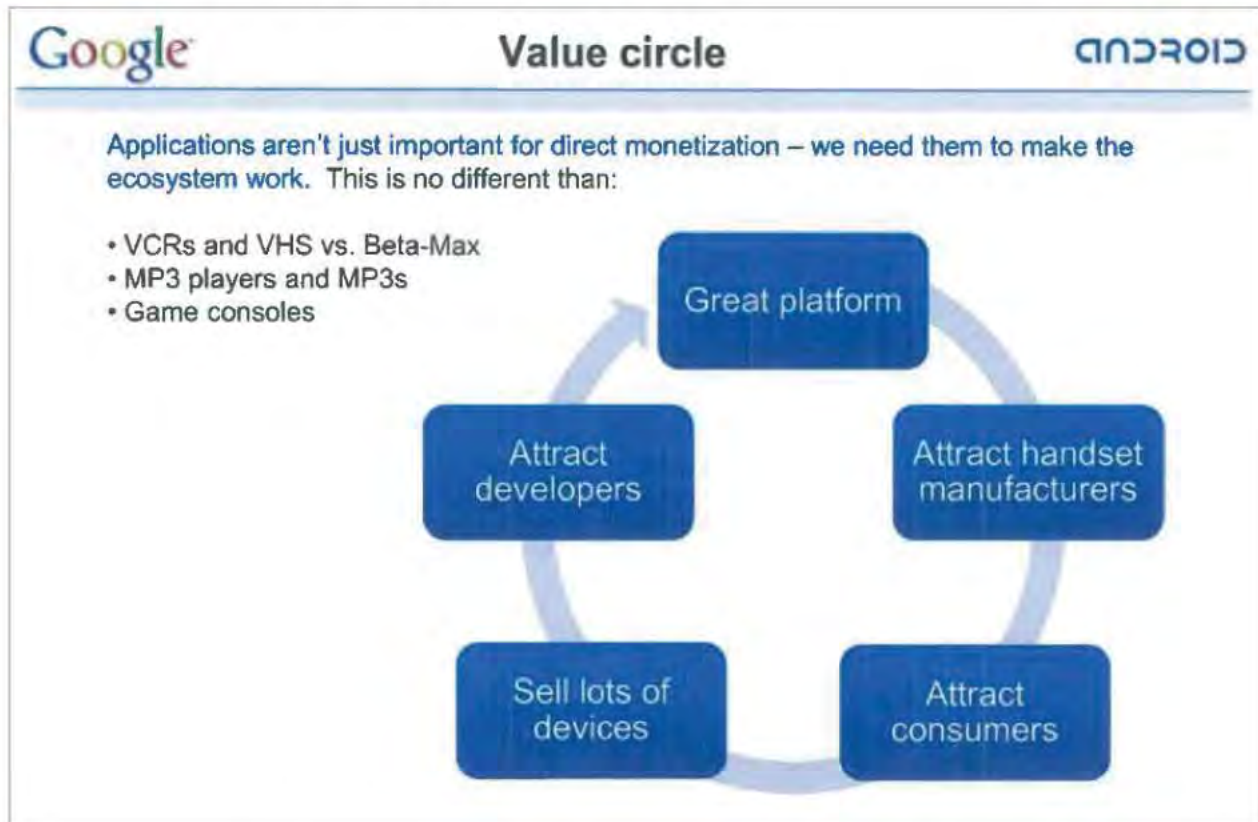 Google
Value circle
ANDROID
Applications aren't just important for direct monetization – we need them to make the
ecosystem work. This is no different than:
• VCRs and VHS vs. Beta-Max
• MP3 players and MP3s
• Game consoles
Great platform
Attract handset
manufacturers
Attract
consumers
Sell lots of
devices
Attract
developers